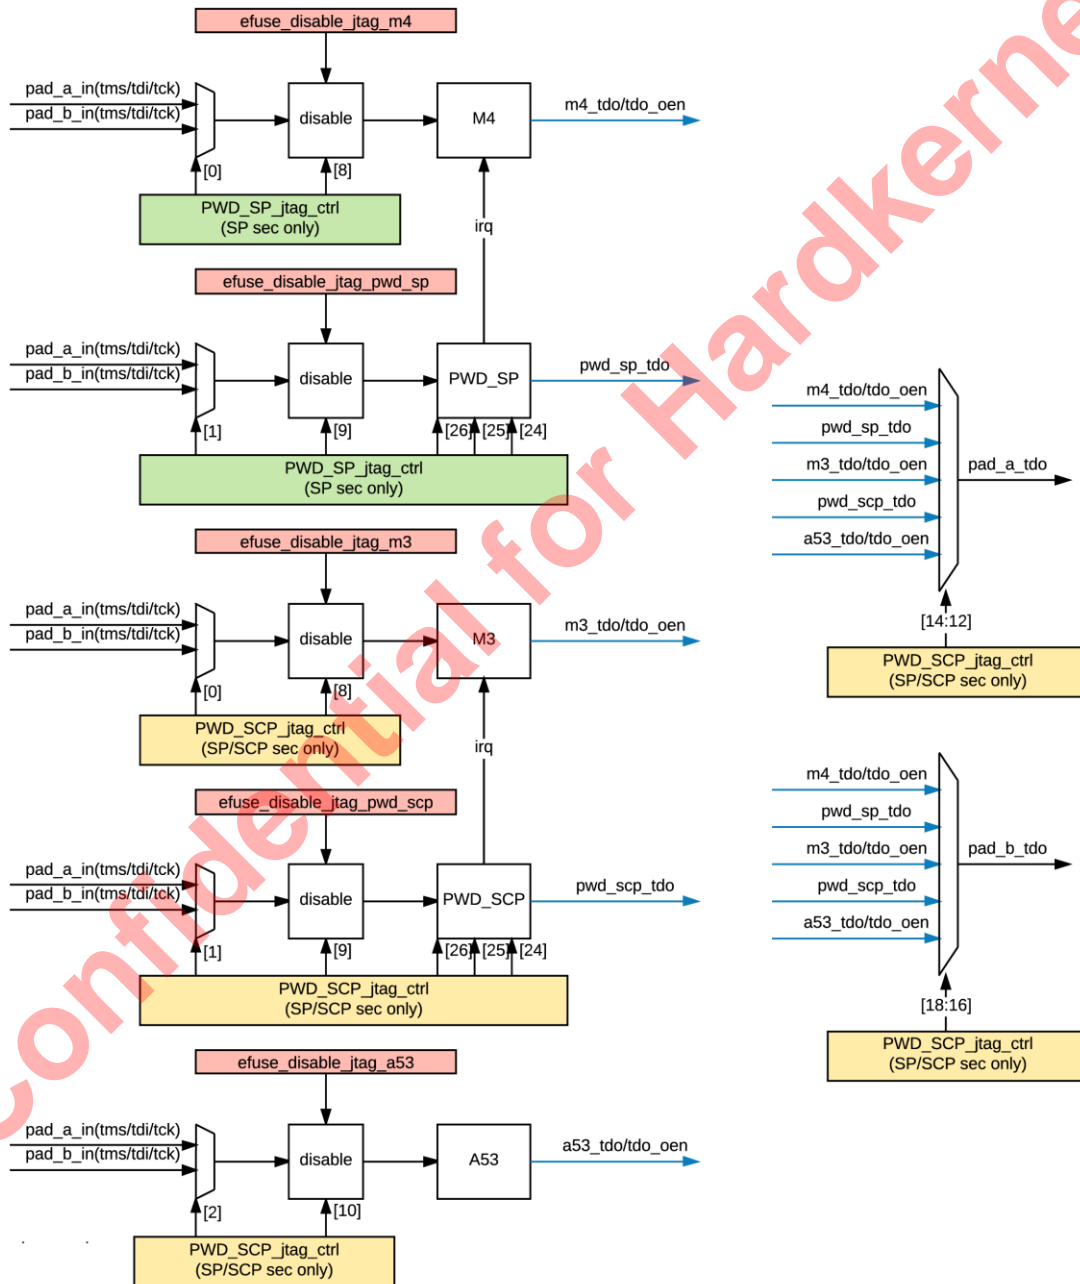 efuse_disable_jtag_m4
pad_a_in(tms/tdi/tck)
pad_b_in(tms/tdi/tck)
disable
M4
m4_tdo/tdo_oen
[0]
[8]
PWD_SP_jtag_ctrl
(SP sec only)
irq
efuse_disable_jtag_pwd_sp
pad_a_in(tms/tdi/tck)
pad_b_in(tms/tdi/tck)
disable
PWD_SP
pwd_sp_tdo
[1]
[9]
[26]
[25]
[24]
PWD_SP_jtag_ctrl
(SP sec only)
efuse_disable_jtag_m3
pad_a_in(tms/tdi/tck)
pad_b_in(tms/tdi/tck)
disable
M3
m3_tdo/tdo_oen
[0]
[8]
PWD_SCP_jtag_ctrl
(SP/SCP sec only)
irq
efuse_disable_jtag_pwd_scp
pad_a_in(tms/tdi/tck)
pad_b_in(tms/tdi/tck)
disable
PWD_SCP
pwd_scp_tdo
[1]
[9]
[26]
[25]
[24]
PWD_SCP_jtag_ctrl
(SP/SCP sec only)
efuse_disable_jtag_a53
pad_a_in(tms/tdi/tck)
pad_b_in(tms/tdi/tck)
disable
A53
a53_tdo/tdo_oen
[2]
[10]
PWD_SCP_jtag_ctrl
(SP/SCP sec only)
m4_tdo/tdo_oen
pwd_sp_tdo
m3_tdo/tdo_oen
pwd_scp_tdo
a53_tdo/tdo_oen
pad_a_tdo
[14:12]
PWD_SCP_jtag_ctrl
(SP/SCP sec only)
m4_tdo/tdo_oen
pwd_sp_tdo
m3_tdo/tdo_oen
pwd_scp_tdo
a53_tdo/tdo_oen
pad_b_tdo
[18:16]
PWD_SCP_jtag_ctrl
(SP/SCP sec only)
Confidential for Hardkerne